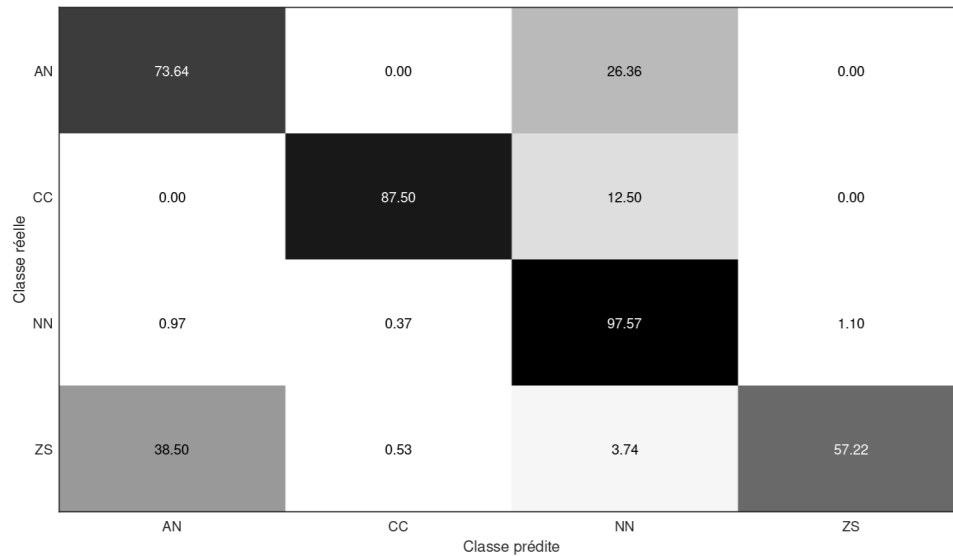 AN 73.64 0.00 26.36 0.00
CC 0.00 87.50 12.50 0.00
NN 0.97 0.37 97.57 1.10
ZS 38.50 0.53 3.74 57.22
AN CC NN ZS
Classe réelle
Classe prédite